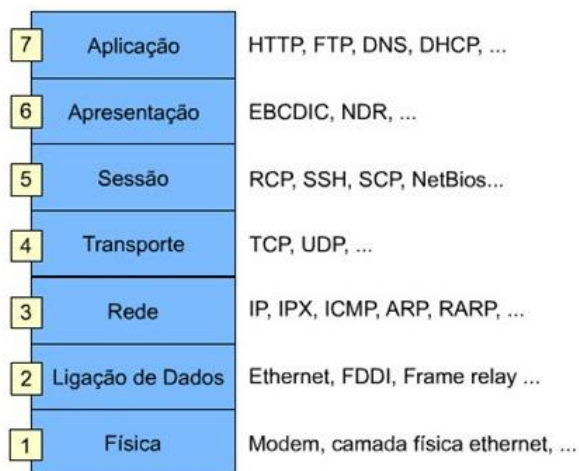 7 Aplicação HTTP, FTP, DNS, DHCP, ...
6 Apresentação EBCDIC, NDR, ...
5 Sessão RCP, SSH, SCP, NetBios...
4 Transporte TCP, UDP, ...
3 Rede IP, IPX, ICMP, ARP, RARP, ...
2 Ligação de Dados Ethernet, FDDI, Frame relay ...
1 Física Modem, camada física ethernet, ...